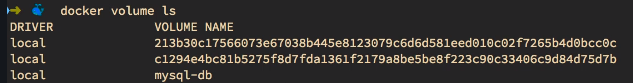 docker volume ls
DRIVER VOLUME NAME
local 213b30c17566073e67038b445e8123079c6d6d581eed010c02f7265b4d0bcc0c
local c1294e4bc81b5275f8d7fda1361f2179a8be5be8f223c90c33406c9d84d75d7b
local mysql-db